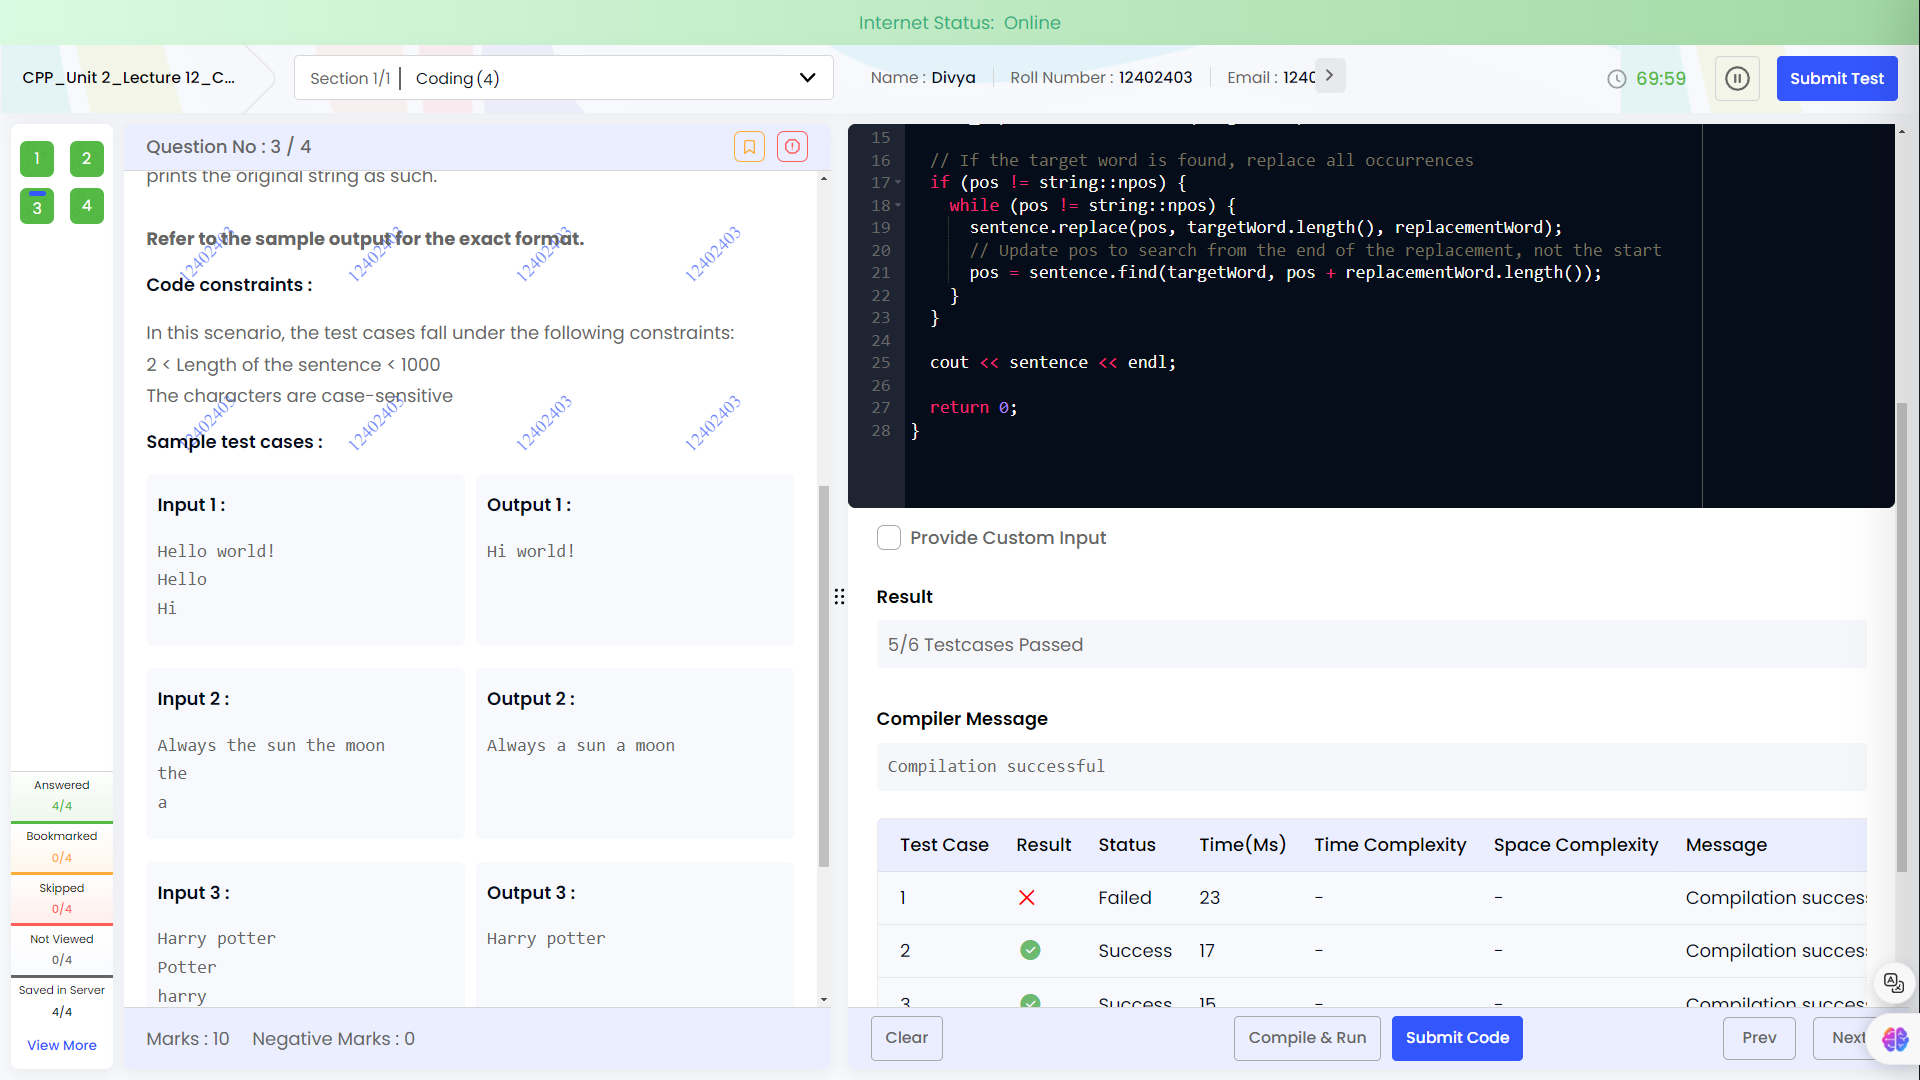 Internet Status: Online
CPP_Unit 2_Lecture 12_C...
Section 1/1 | Coding (4)
Name : Divya
Roll Number : 12402403
Email : 1240
69:59
Submit Test
1 2
3 4
Question No : 3 / 4
prints the original string as such.
Refer to the sample output for the exact format.
12402403 12402403 12402403 12402403
Code constraints :
In this scenario, the test cases fall under the following constraints:
2 < Length of the sentence < 1000
The characters are case-sensitive
12402403 12402403 12402403 12402403
Sample test cases :
Input 1 :
Hello world!
Hello
Hi
Output 1 :
Hi world!
Input 2 :
Always the sun the moon
the
a
Output 2 :
Always a sun a moon
Input 3 :
Harry potter
Potter
harry
Output 3 :
Harry potter
Answered
4/4
Bookmarked
0/4
Skipped
0/4
Not Viewed
0/4
Saved in Server
4/4
View More
Marks : 10 Negative Marks : 0
15
16 // If the target word is found, replace all occurrences
17 if (pos != string::npos) {
18 while (pos != string::npos) {
19 sentence.replace(pos, targetWord.length(), replacementWord);
20 // Update pos to search from the end of the replacement, not the start
21 pos = sentence.find(targetWord, pos + replacementWord.length());
22 }
23 }
24
25 cout << sentence << endl;
26
27 return 0;
28 }
Provide Custom Input
Result
5/6 Testcases Passed
Compiler Message
Compilation successful
Test Case Result Status Time(Ms) Time Complexity Space Complexity Message
1 Failed 23 - - Compilation succes
2 Success 17 - - Compilation succes
3 Success 15 - - Compilation succes
Clear
Compile & Run
Submit Code
Prev
Next